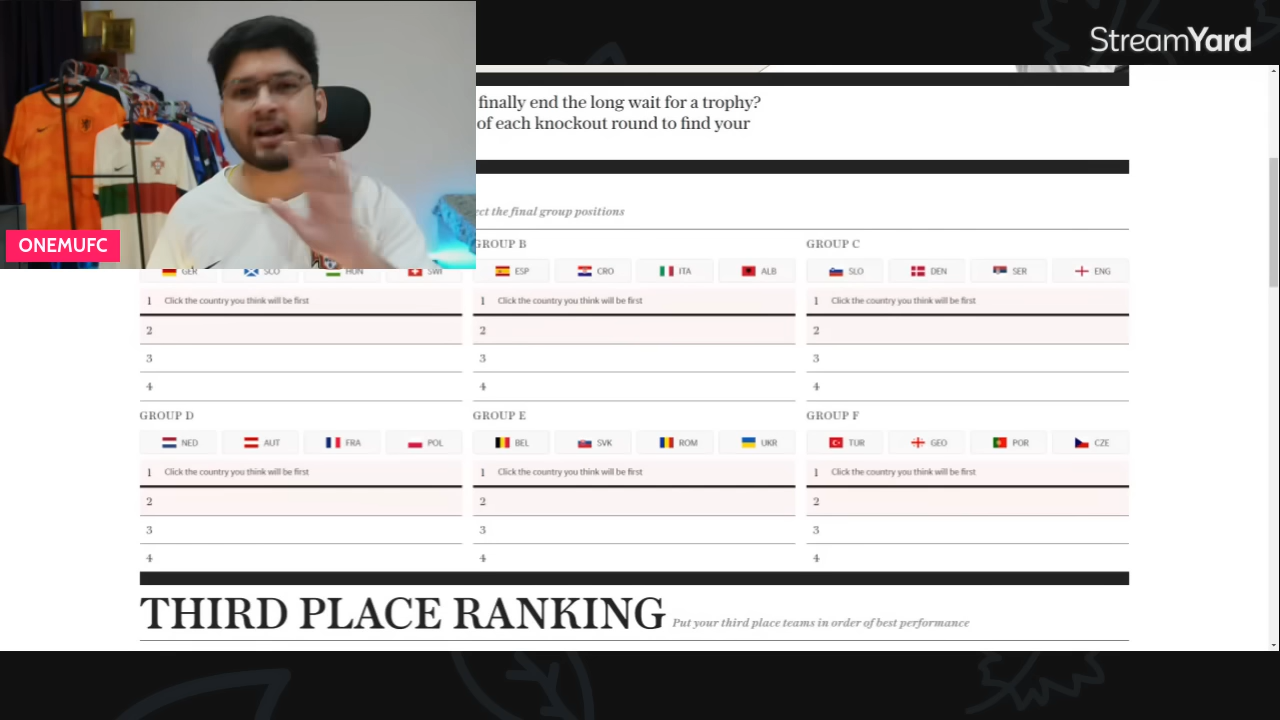 StreamYard
finally end the long wait for a trophy?
of each knockout round to find your
ONEMUFC
ect the final group positions
GROUP B
GROUP C
GER SCO HUN SWI
ESP CRO ITA ALB
SLO DEN SER ENG
1 Click the country you think will be first
1 Click the country you think will be first
1 Click the country you think will be first
2
2
2
3
3
3
4
4
4
GROUP D
GROUP E
GROUP F
NED AUT FRA POL
BEL SVK ROM UKR
TUR GEO POR CZE
1 Click the country you think will be first
1 Click the country you think will be first
1 Click the country you think will be first
2
2
2
3
3
3
4
4
4
THIRD PLACE RANKING Put your third place teams in order of best performance